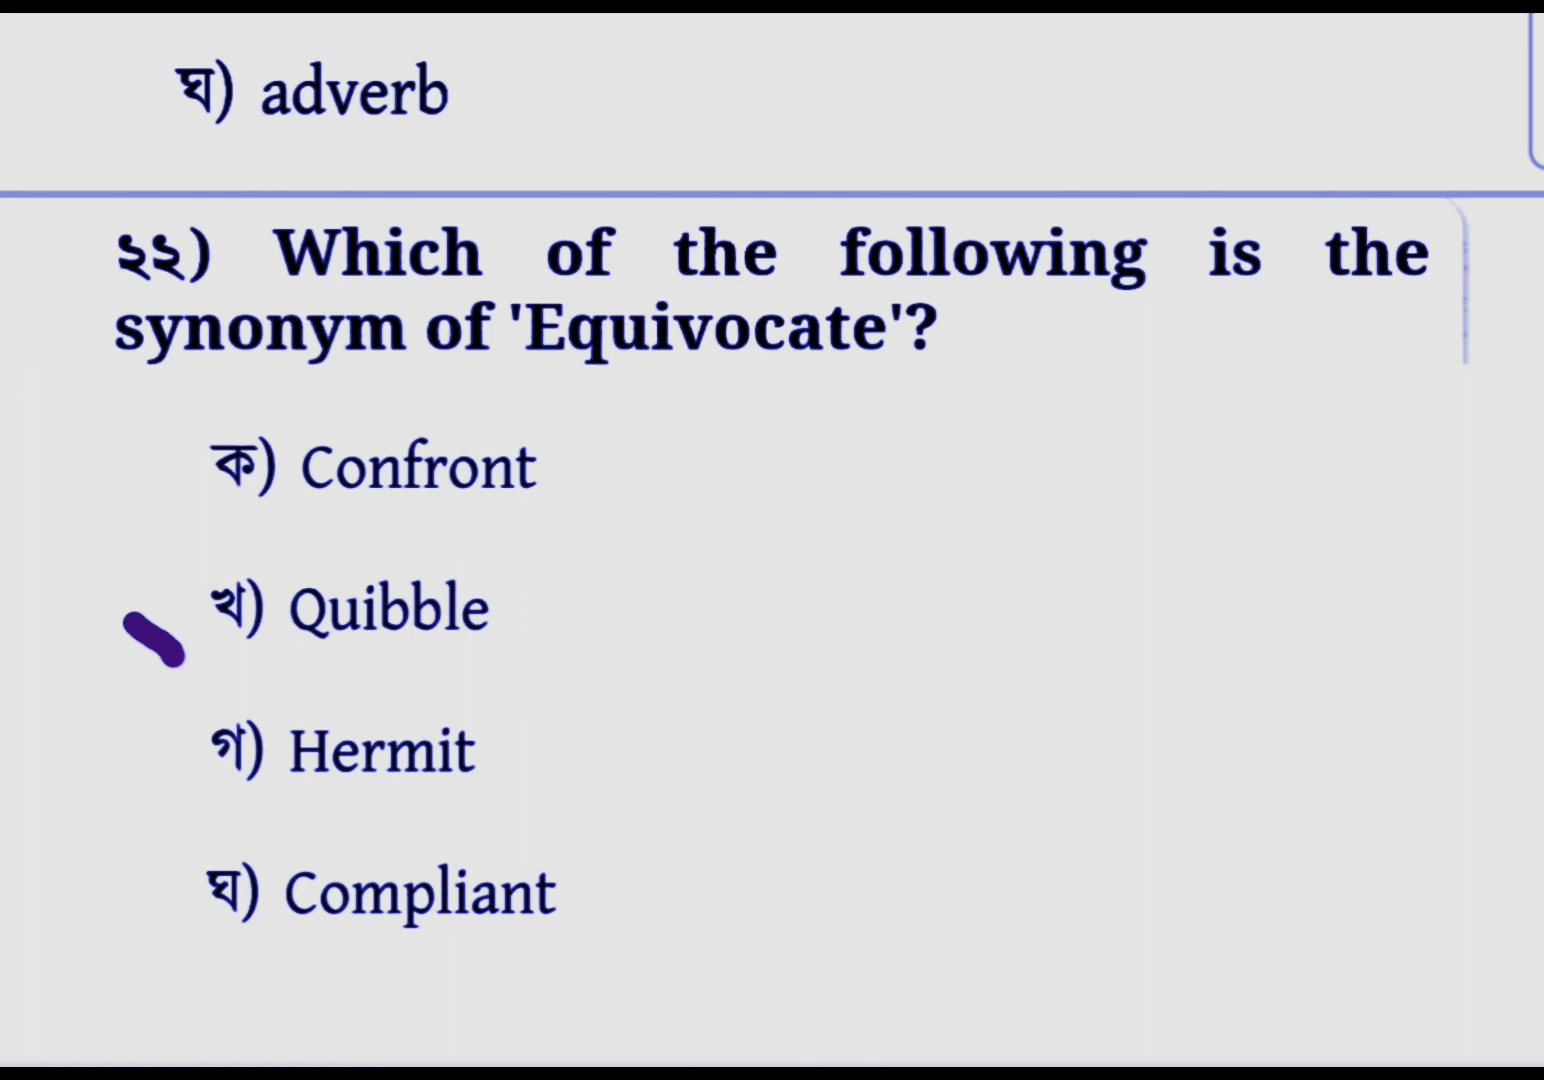 ঘ) adverb
২২) Which of the following is the
synonym of 'Equivocate'?
ক) Confront
খ) Quibble
গ) Hermit
ঘ) Compliant